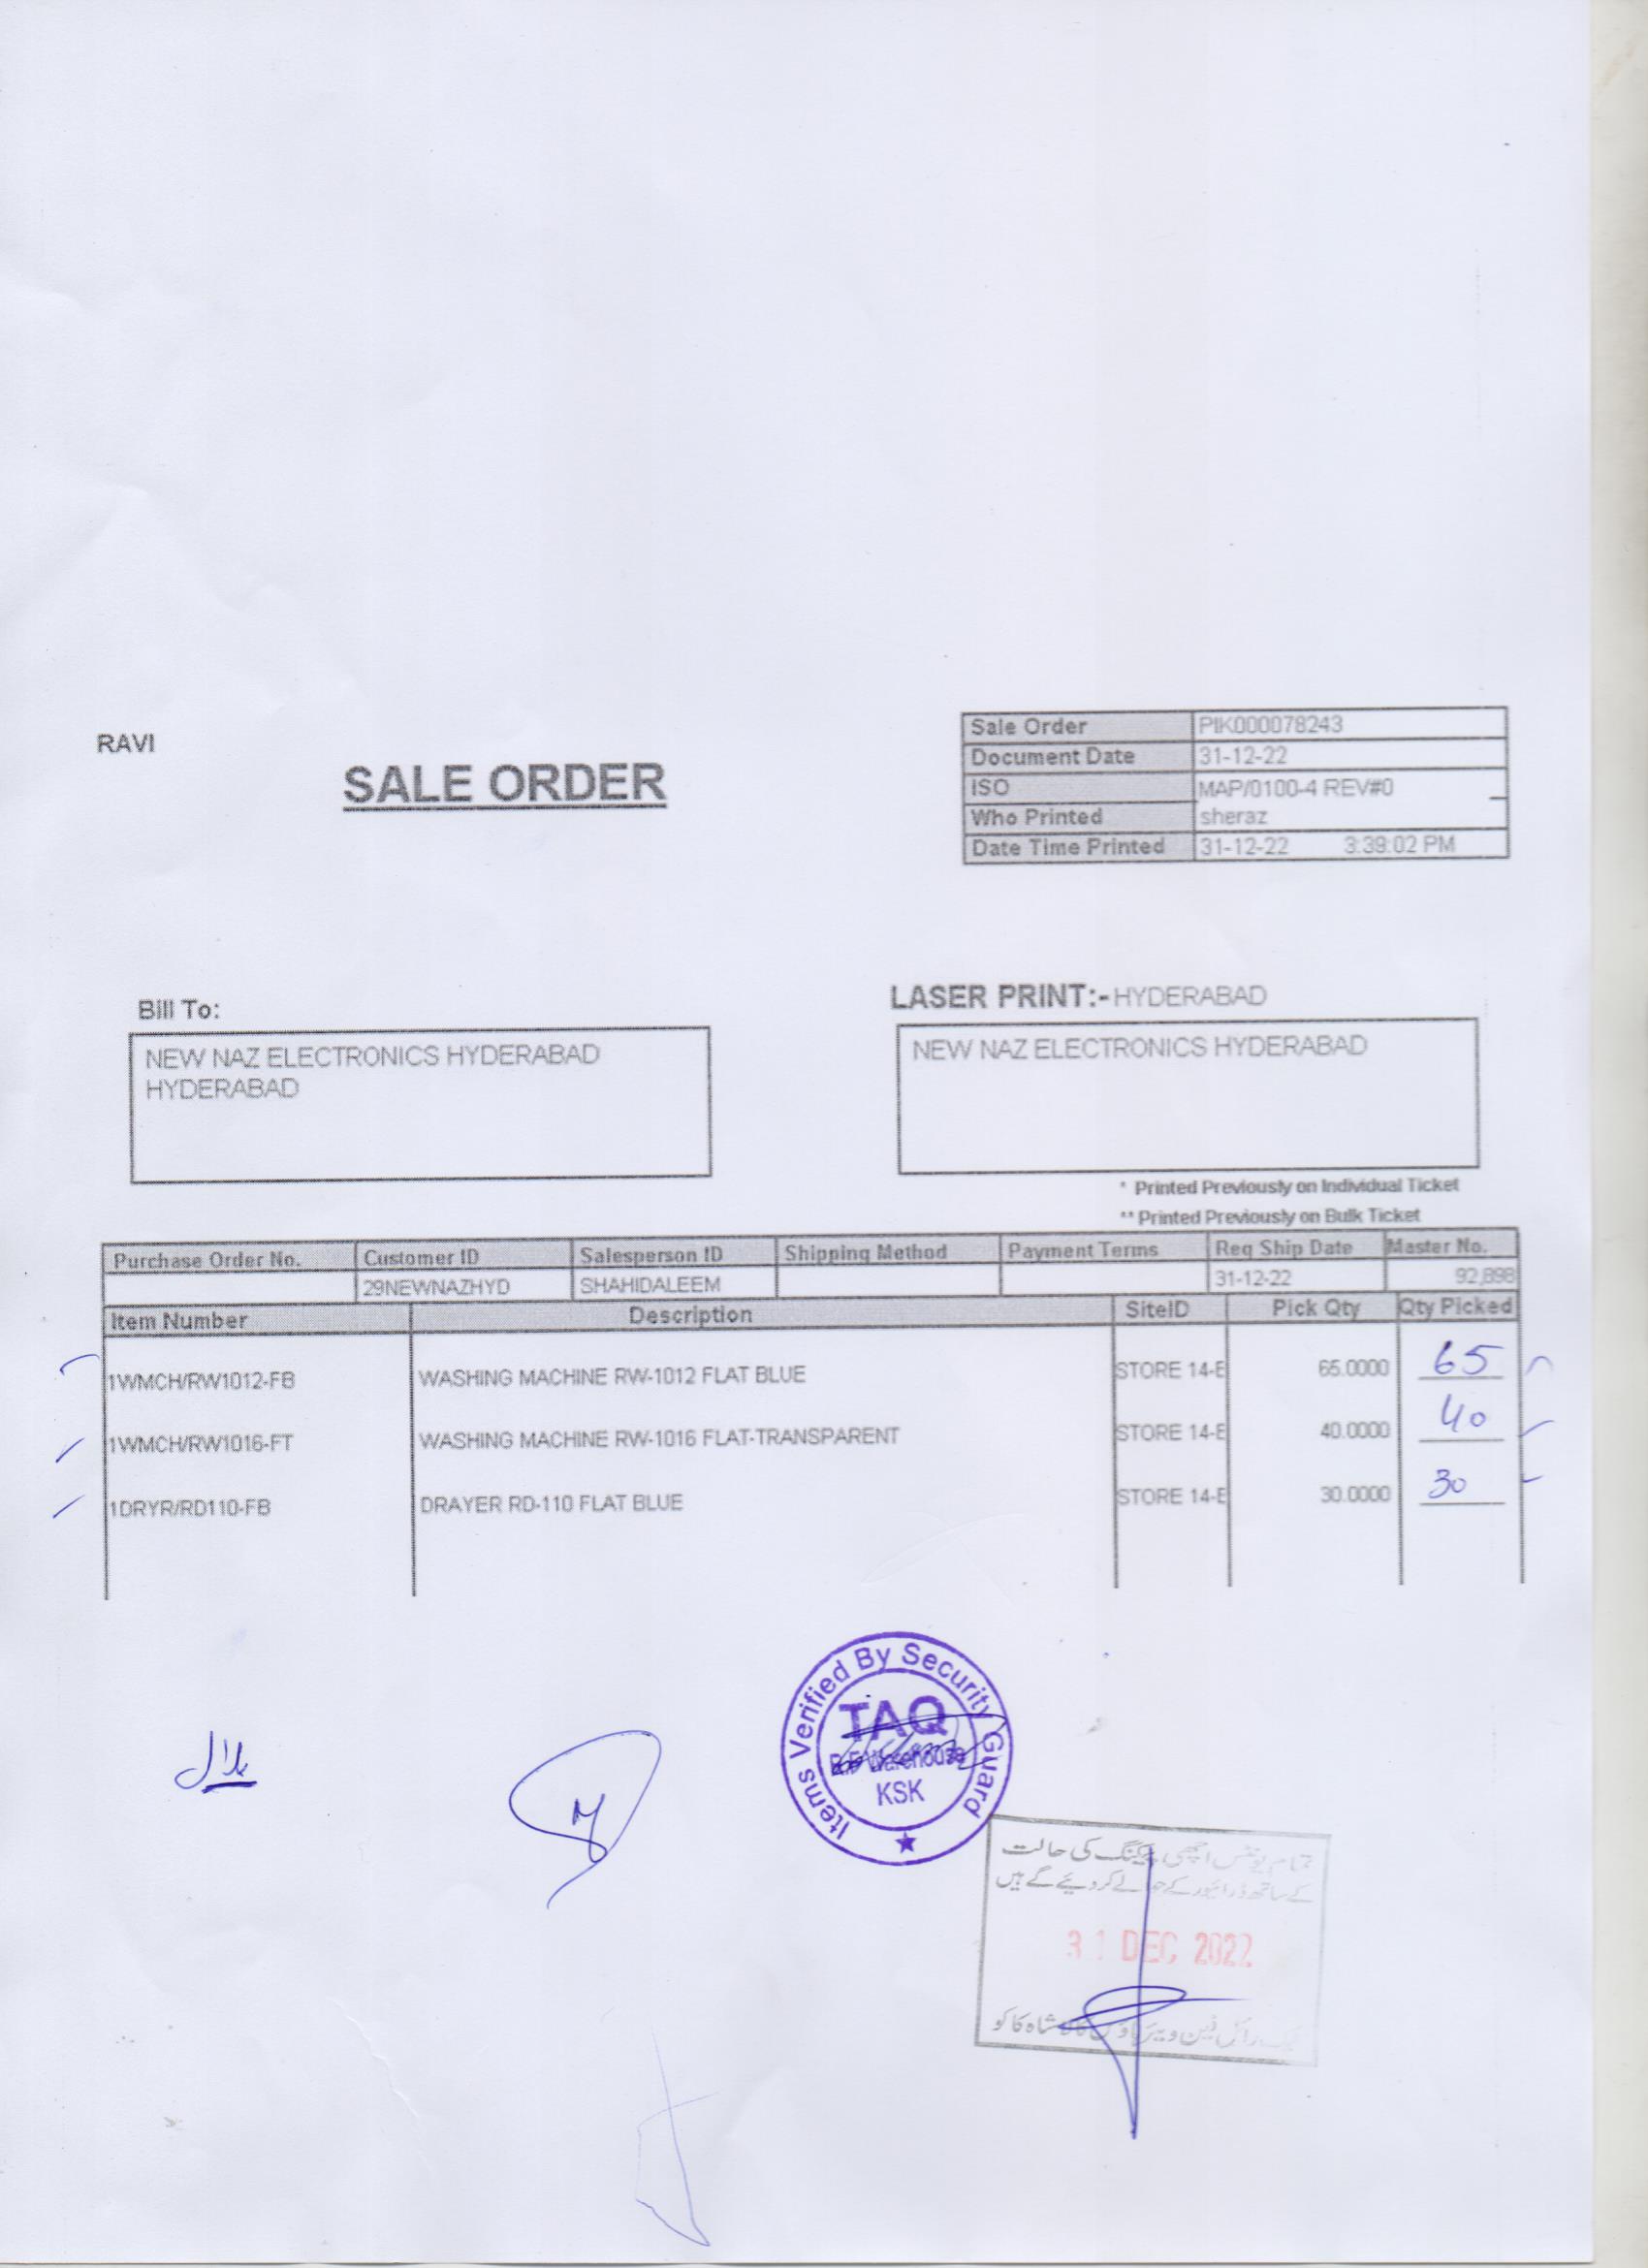 RAVI
SALE ORDER
Sale Order PIK000078243
Document Date 31-12-22
ISO MAP/0100-4 REV#0
Who Printed sheraz
Date Time Printed 31-12-22 3:39:02 PM
Bill To:
NEW NAZ ELECTRONICS HYDERABAD
HYDERABAD
LASER PRINT:- HYDERABAD
NEW NAZ ELECTRONICS HYDERABAD
* Printed Previously on Individual Ticket
** Printed Previously on Bulk Ticket
Purchase Order No. Customer ID Salesperson ID Shipping Method Payment Terms Req Ship Date Master No.
29NEWNAZHYD SHAHIDALEEM 31-12-22 92,898
Item Number Description SiteID Pick Qty Qty Picked
1WMCH/RW1012-FB WASHING MACHINE RW-1012 FLAT BLUE STORE 14-E 65.0000 65
1WMCH/RW1016-FT WASHING MACHINE RW-1016 FLAT-TRANSPARENT STORE 14-E 40.0000 40
1DRYR/RD110-FB DRAYER RD-110 FLAT BLUE STORE 14-E 30.0000 30
بلال
Items Verified By Security Guard
TAQ
R.F Warehouze
KSK
تمام یونٹس اچھی پیکنگ کی حالت
کے ساتھ ڈرائیور کے حوالے کر دیئے گے ہیں
31 DEC 2022
رائل فین ویئر ہاؤس کالا شاہ کاکو